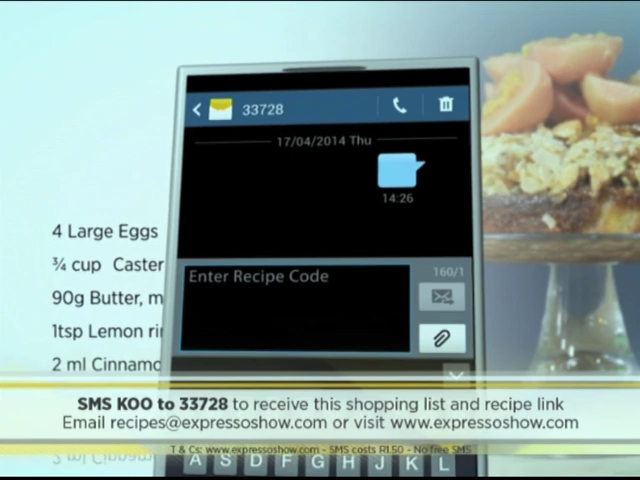 33728
17/04/2014 Thu
14:26
Enter Recipe Code
160/1
4 Large Eggs
¾ cup Caster
90g Butter, m
1tsp Lemon ri
2 ml Cinnamo
SMS KOO to 33728 to receive this shopping list and recipe link
Email recipes@expressoshow.com or visit www.expressoshow.com
T & Cs: www.expressoshow.com - SMS costs R1.50 - No free SMS
A S D F G H J K L